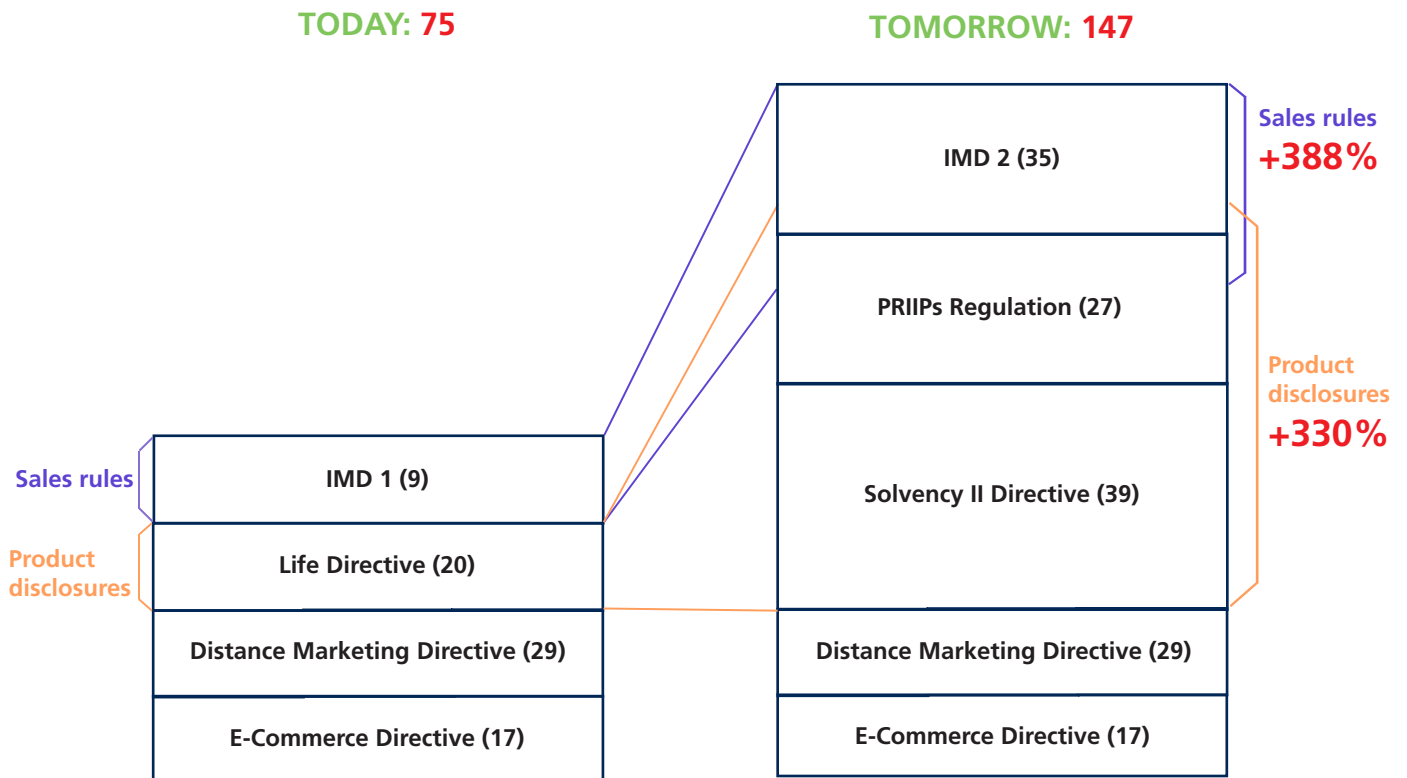 TODAY: 75
TOMORROW: 147
IMD 2 (35)
Sales rules
+388%
PRIIPs Regulation (27)
Product
disclosures
+330%
Solvency II Directive (39)
Sales rules
IMD 1 (9)
Product
disclosures
Life Directive (20)
Distance Marketing Directive (29)
Distance Marketing Directive (29)
E-Commerce Directive (17)
E-Commerce Directive (17)